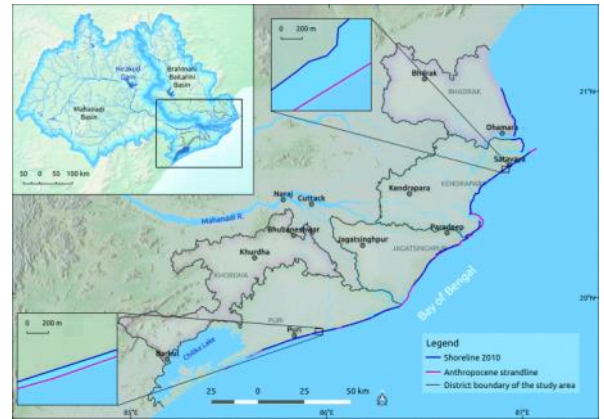 Hirakud
Dam
Brahmani
Baitarini
Basin
Mahanadi
Basin
50 0 50 100 km
0 200 m
Bhdrak
BHADRAK
21°N
Dhamara
Satavaya
Kendrapara
KENDRAPARA
Naraj
Cuttack
Mahanadi R.
Bhubaneshwar
Paradeep
Jagatsinghpur
JAGATSINGHPUR
Khurdha
KHORDHA
Bay of Bengal
20°N
PURI
Puri
0 200 m
Barkul
Chilika Lake
Legend
Shoreline 2010
Anthropocene strandline
District boundary of the study area
25 0 25 50 km
85°E
86°E
87°E